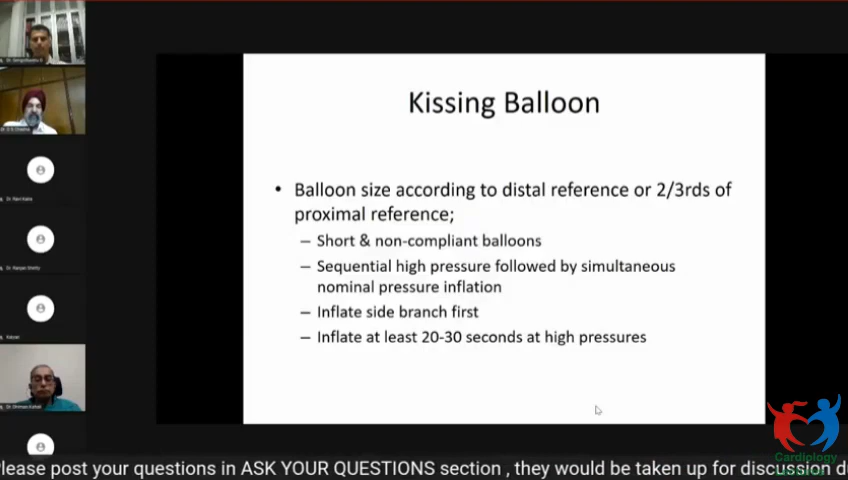 Kissing Balloon
• Balloon size according to distal reference or 2/3rds of
proximal reference;
– Short & non-compliant balloons
– Sequential high pressure followed by simultaneous
nominal pressure inflation
– Inflate side branch first
– Inflate at least 20-30 seconds at high pressures
Cardiology
Please post your questions in ASK YOUR QUESTIONS section , they would be taken up for discussion du